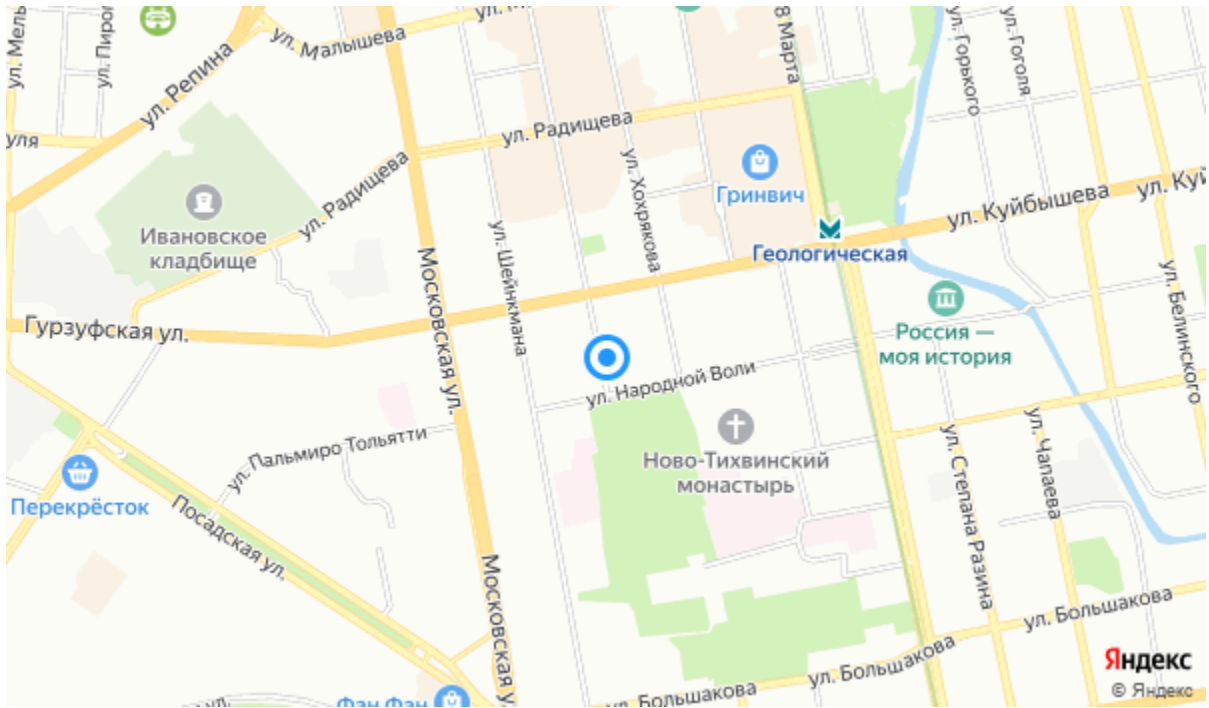 ул. Малышева
ул. Репина
уля
ул. Радищева
ул. Радищева
8 Марта
ул. Горького
ул. Гоголя
Ивановское
кладбище
ул. Хохрякова
Гринвич
Геологическая
ул. Куйбышева
ул. Куй
Гурзуфская ул.
Московская ул.
ул. Шейнкмана
Россия —
моя история
ул. Белинского
ул. Народной Воли
ул. Пальмиро Тольятти
Ново-Тихвинский
монастырь
Перекрёсток
Посадская ул.
ул. Степана Разина
ул. Чапаева
Московская у
ул. Большакова
ул. Большакова
ул. Большакова
Фан Фан
Яндекс
© Яндекс